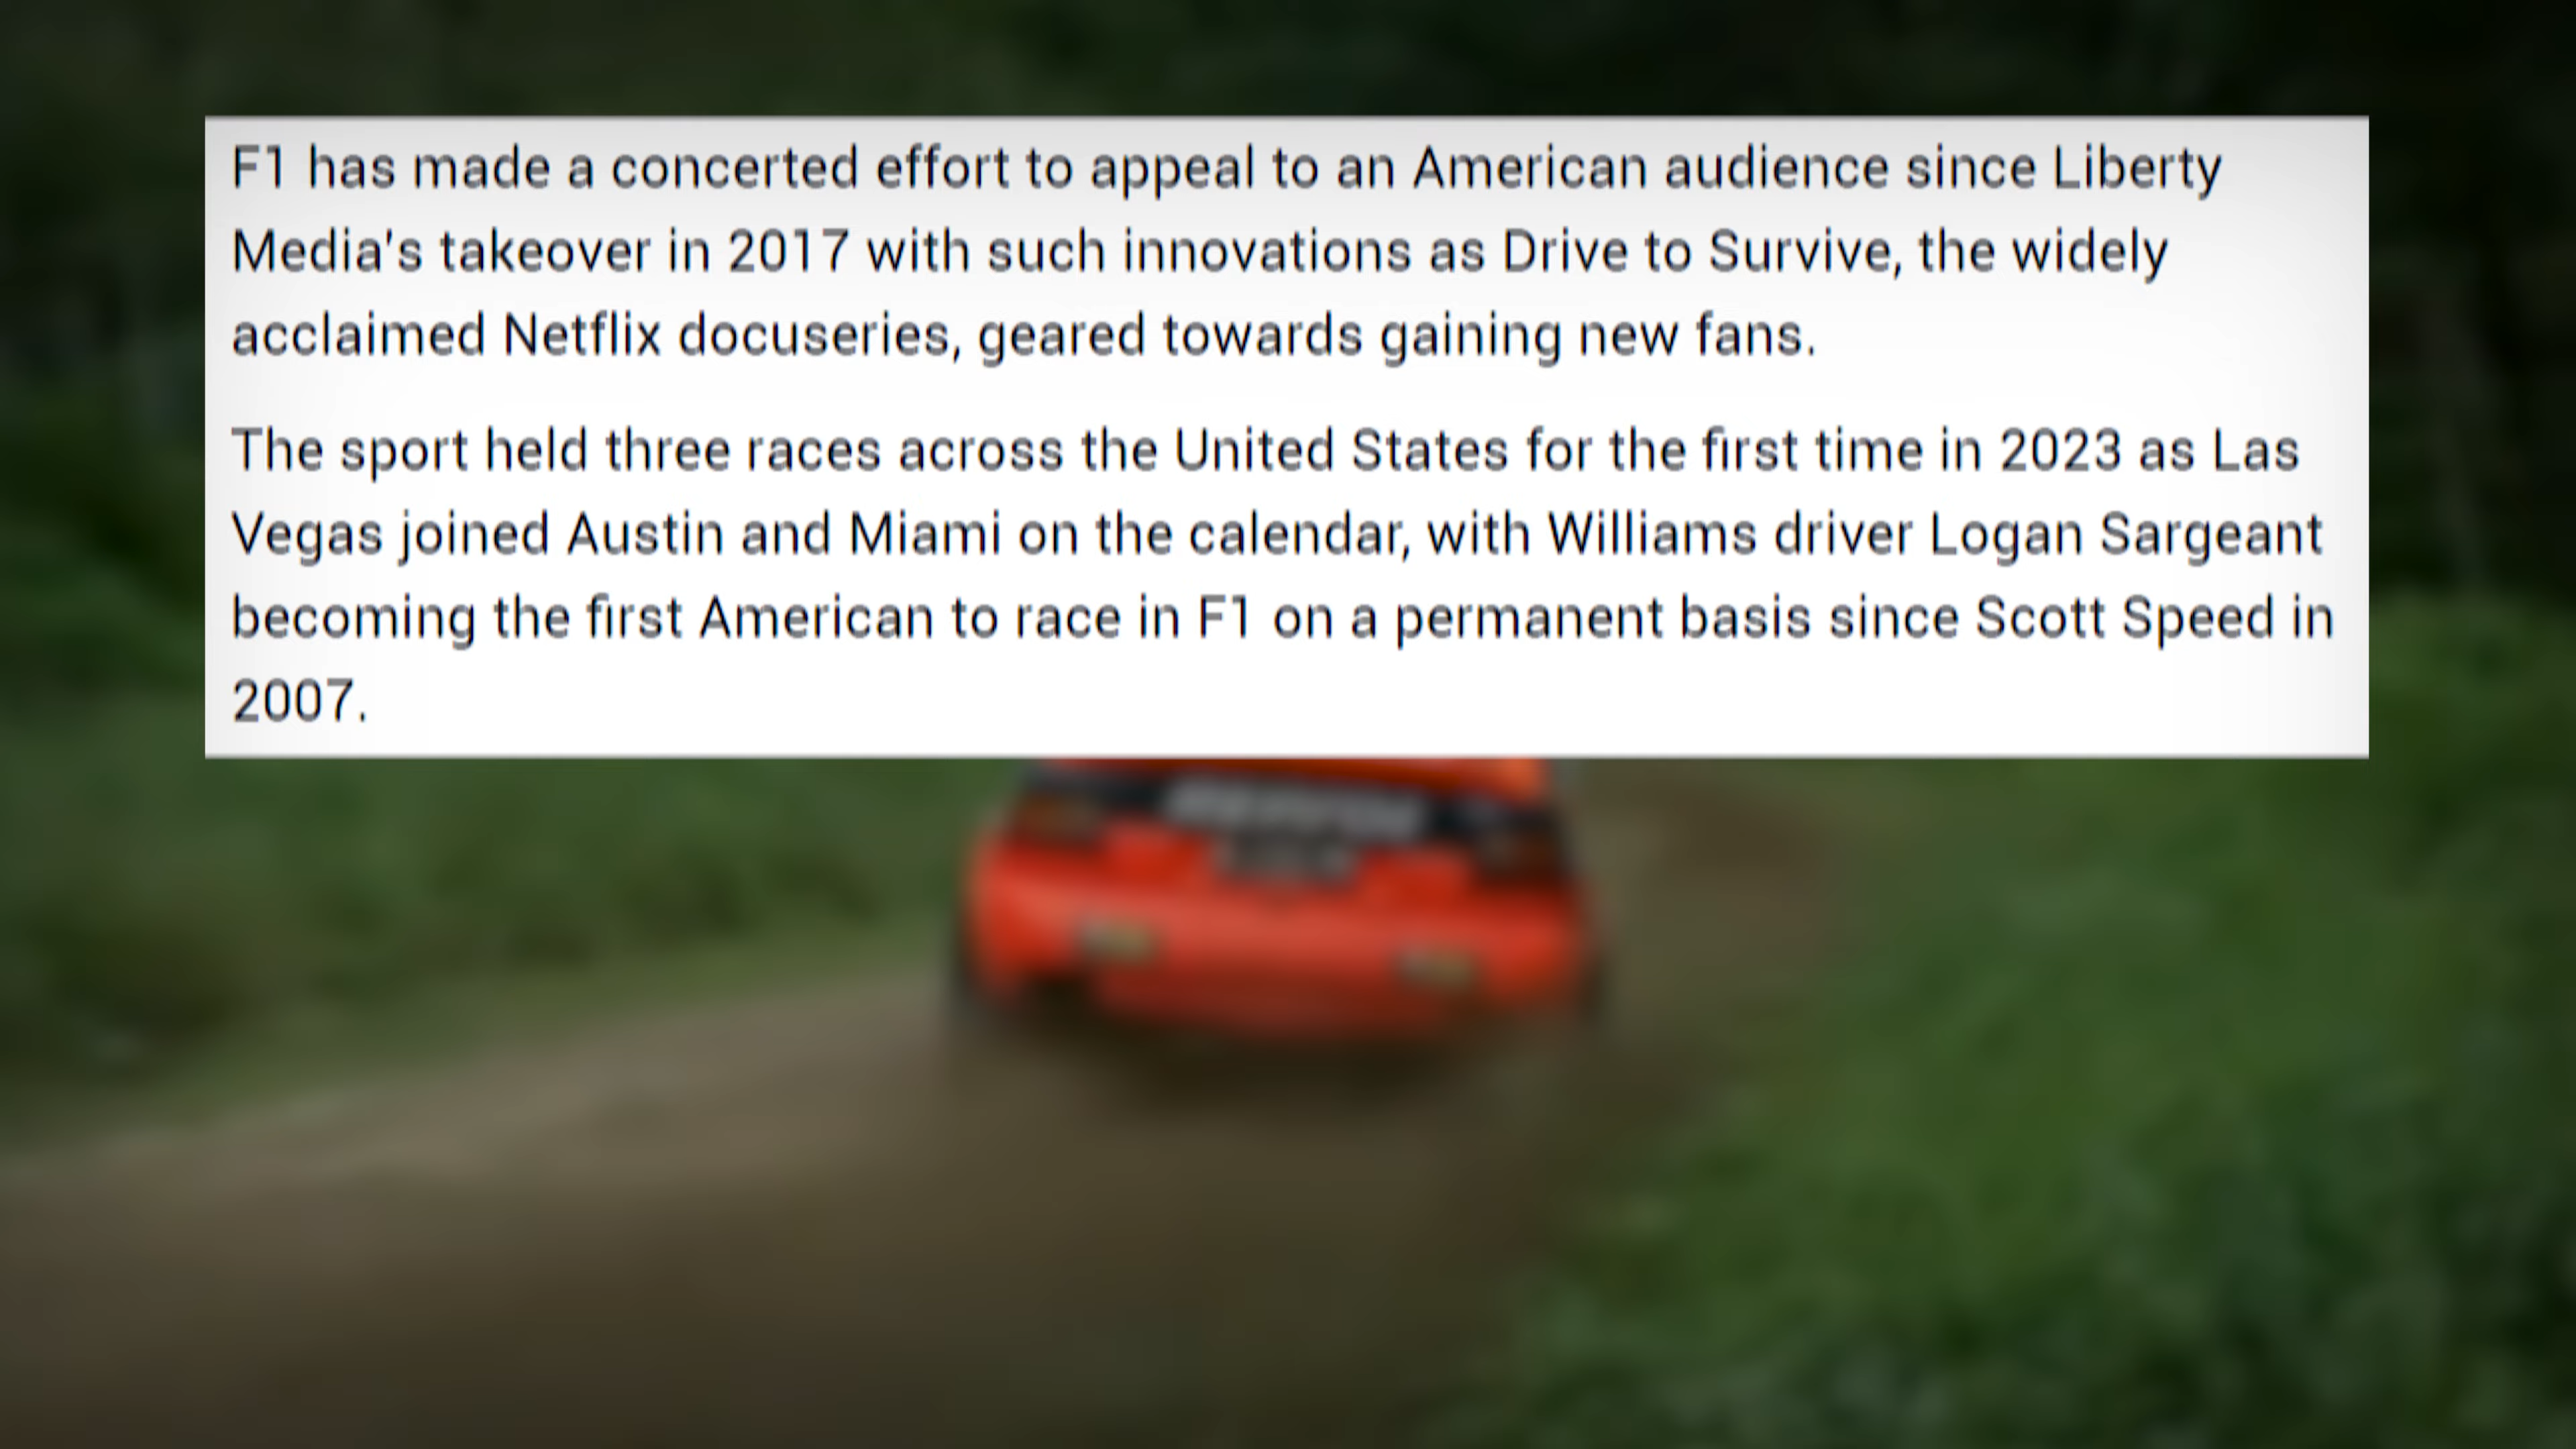 F1 has made a concerted effort to appeal to an American audience since Liberty
Media's takeover in 2017 with such innovations as Drive to Survive, the widely
acclaimed Netflix docuseries, geared towards gaining new fans.
The sport held three races across the United States for the first time in 2023 as Las
Vegas joined Austin and Miami on the calendar, with Williams driver Logan Sargeant
becoming the first American to race in F1 on a permanent basis since Scott Speed in
2007.